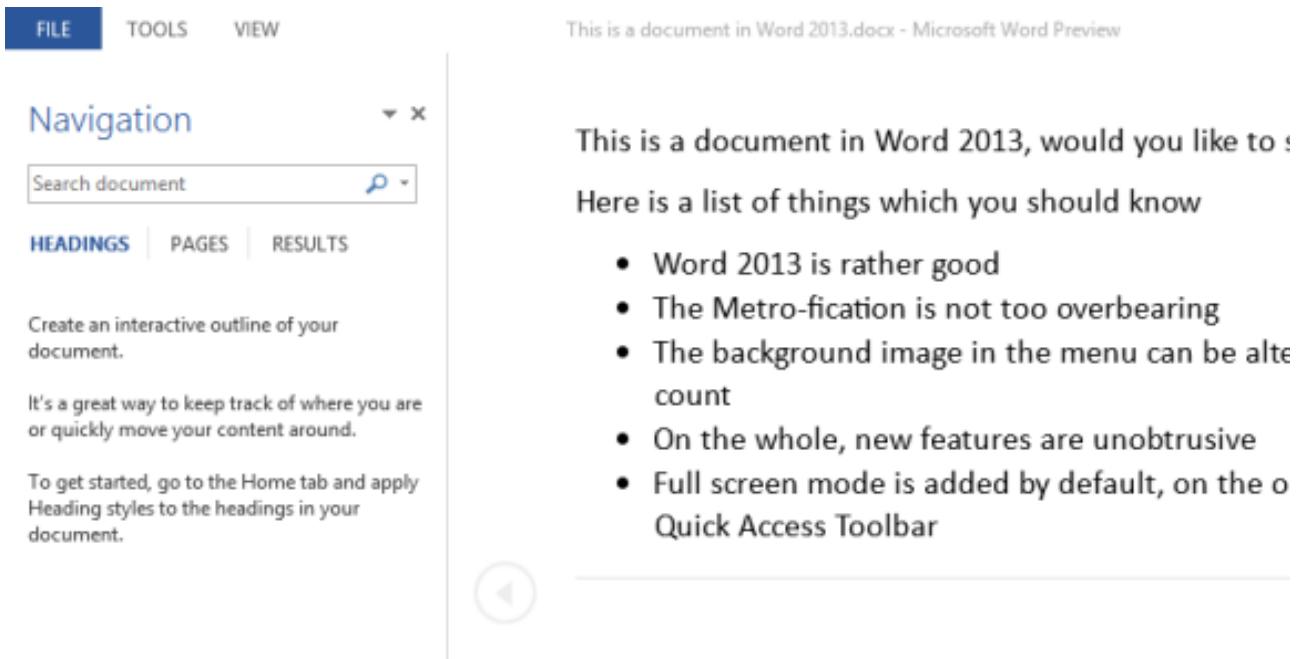 FILE TOOLS VIEW This is a document in Word 2013.docx - Microsoft Word Preview
Navigation
Search document
HEADINGS PAGES RESULTS
Create an interactive outline of your
document.
It's a great way to keep track of where you are
or quickly move your content around.
To get started, go to the Home tab and apply
Heading styles to the headings in your
document.
This is a document in Word 2013, would you like to
Here is a list of things which you should know
• Word 2013 is rather good
• The Metro-fication is not too overbearing
• The background image in the menu can be
count
• On the whole, new features are unobtrusive
• Full screen mode is added by default, on the
Quick Access Toolbar